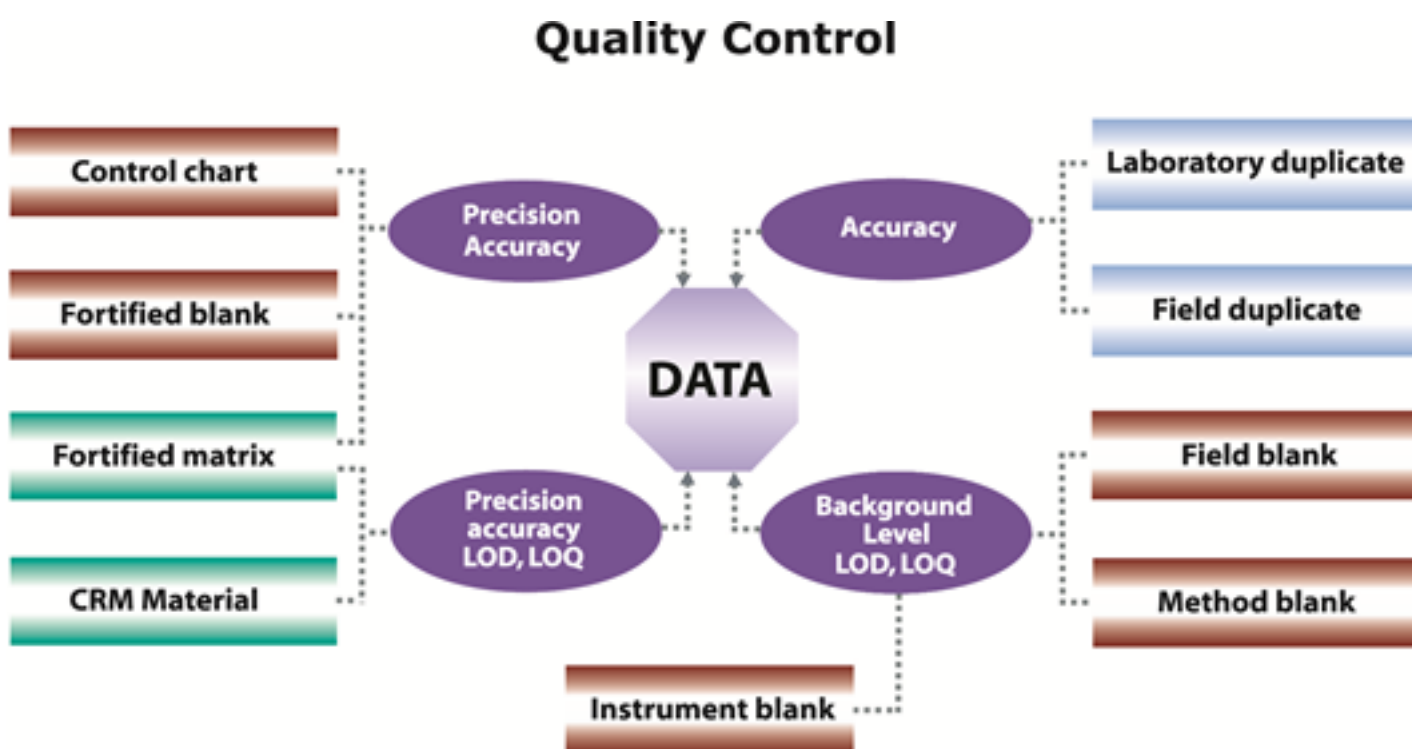 Quality Control
Control chart
Fortified blank
Fortified matrix
CRM Material
Precision
Accuracy
Precision
accuracy
LOD, LOQ
DATA
Accuracy
Background
Level
LOD, LOQ
Laboratory duplicate
Field duplicate
Field blank
Method blank
Instrument blank